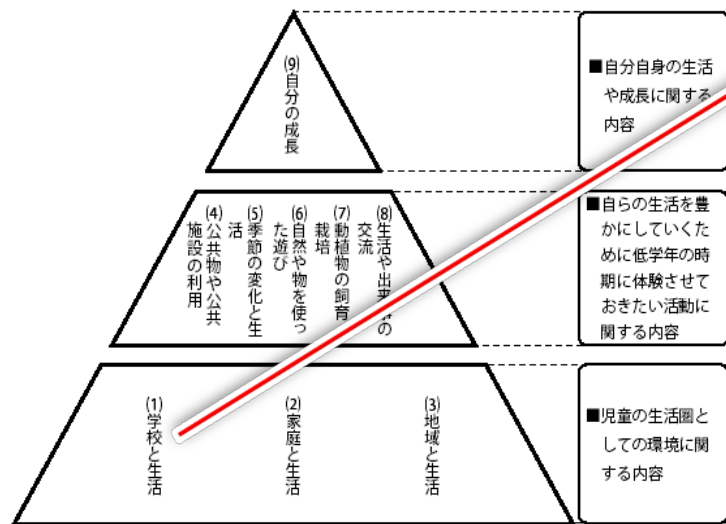 ⑼自分の成長
■自分自身の生活
や成長に関する
内容
⑷公共物や公共
施設の利用
⑸季節の変化と生
活
⑹自然や物を使っ
た遊び
⑺動植物の飼育
栽培
⑻生活や出来事の
交流
■自らの生活を豊
かにしていくた
めに低学年の時
期に体験させて
おきたい活動に
関する内容
⑴学校と生活
⑵家庭と生活
⑶地域と生活
■児童の生活圏と
しての環境に関
する内容